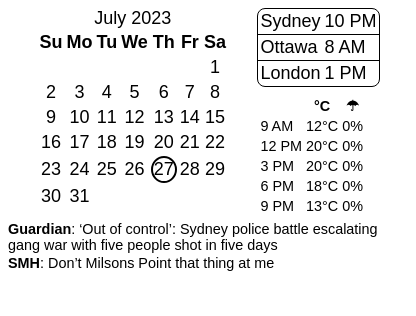 July 2023
Su Mo Tu We Th Fr Sa
1
2 3 4 5 6 7 8
9 10 11 12 13 14 15
16 17 18 19 20 21 22
23 24 25 26 27 28 29
30 31
Sydney 10 PM
Ottawa 8 AM
London 1 PM
°C ☂
9 AM 12°C 0%
12 PM 20°C 0%
3 PM 20°C 0%
6 PM 18°C 0%
9 PM 13°C 0%
Guardian: ‘Out of control’: Sydney police battle escalating
gang war with five people shot in five days
SMH: Don’t Milsons Point that thing at me